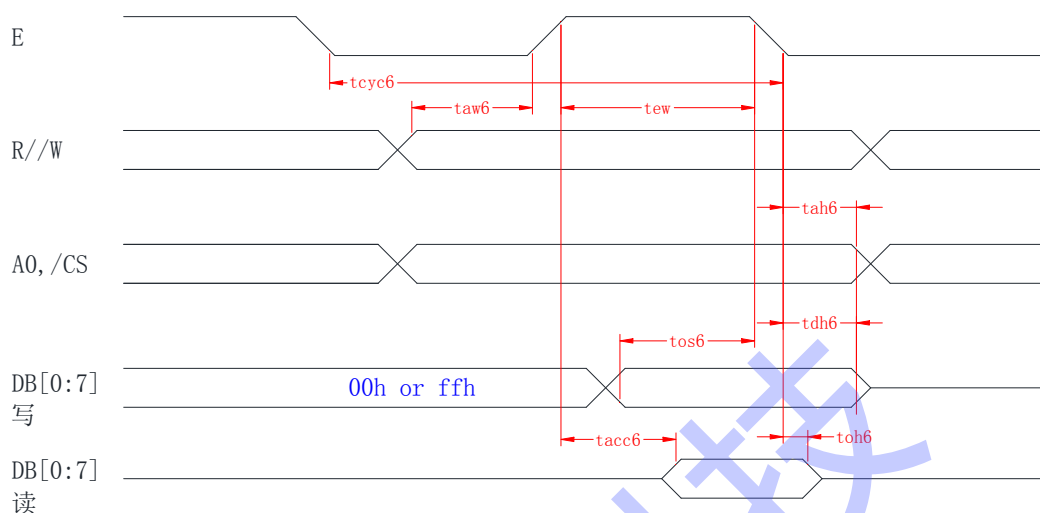 E
tcyc6
taw6
tew
R//W
tah6
A0,/CS
tdh6
tos6
DB[0:7]
写
00h or ffh
tacc6
toh6
DB[0:7]
读